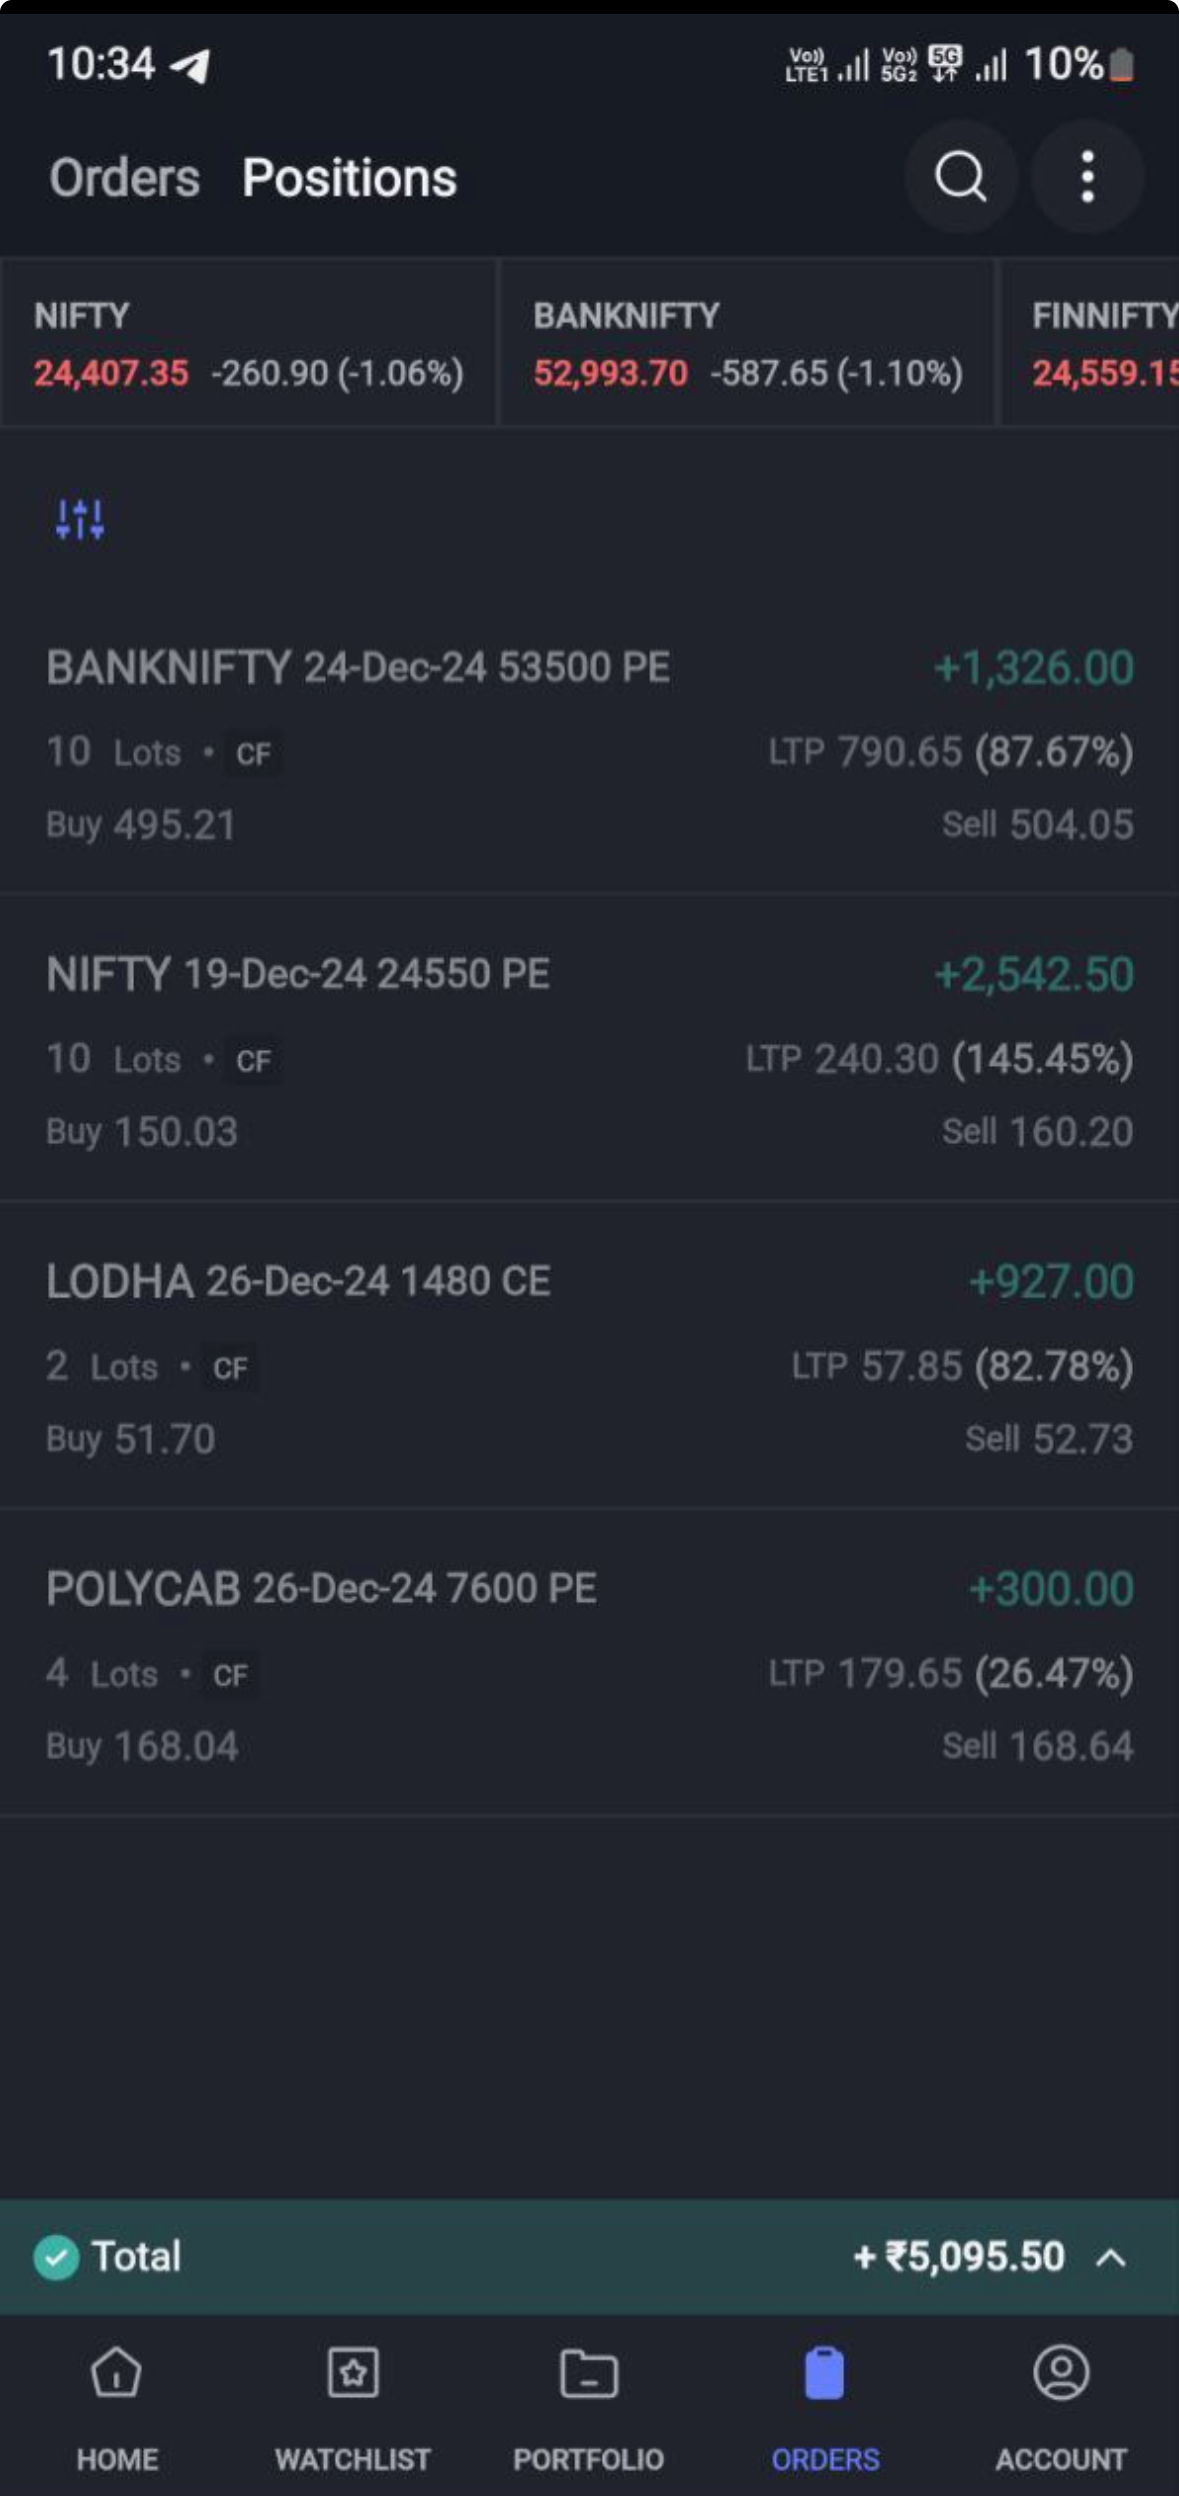 10:34 Vo)) LTE1 Vo)) 5G2 5G 10%
Orders Positions
NIFTY BANKNIFTY FINNIFTY
24,407.35 -260.90 (-1.06%) 52,993.70 -587.65 (-1.10%) 24,559.15
BANKNIFTY 24-Dec-24 53500 PE +1,326.00
10 Lots • CF LTP 790.65 (87.67%)
Buy 495.21 Sell 504.05
NIFTY 19-Dec-24 24550 PE +2,542.50
10 Lots • CF LTP 240.30 (145.45%)
Buy 150.03 Sell 160.20
LODHA 26-Dec-24 1480 CE +927.00
2 Lots • CF LTP 57.85 (82.78%)
Buy 51.70 Sell 52.73
POLYCAB 26-Dec-24 7600 PE +300.00
4 Lots • CF LTP 179.65 (26.47%)
Buy 168.04 Sell 168.64
Total + ₹5,095.50
HOME WATCHLIST PORTFOLIO ORDERS ACCOUNT